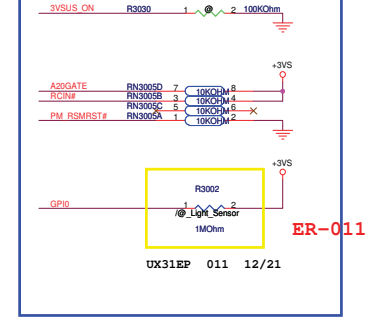 3VSUS_ON R3030 1 @ 2 100KOhm
+3VS
A20GATE RN3005D 7 10KOHM 8
RCIN# RN3005B 3 10KOHM 4
RN3005C 5 10KOHM 6
PM_RSMRST# RN3005A 1 10KOHM 2
+3VS
R3002
GPI0 1 2
/@_Light_Sensor
1MOhm
ER-011
UX31EP 011 12/21